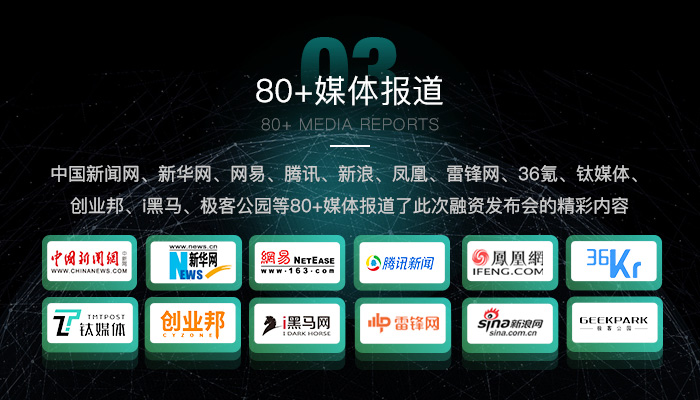 03
80+媒体报道
80+ MEDIA REPORTS
中国新闻网、新华网、网易、腾讯、新浪、凤凰、雷锋网、36氪、钛媒体、
创业邦、i黑马、极客公园等80+媒体报道了此次融资发布会的精彩内容
中國新聞網
WWW.CHINANEWS.COM
www.news.cn
新华网
NEWS
網易 NETEASE
www.163.com
腾讯新闻
鳳凰網
IFENG.COM
36Kr
TMTPOST
钛媒体
创业邦
CYZONE
i黑马网
I DARK HORSE
雷锋网
sina新浪网
sina.com.cn
GEEKPARK
极客公园